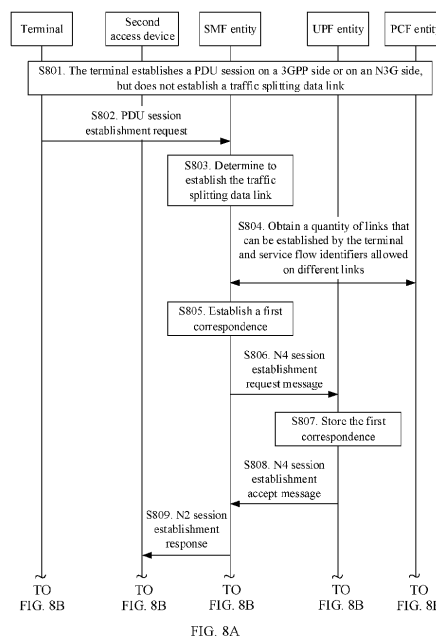 Terminal
Second
access device
SMF entity
UPF entity
PCF entity
S801. The terminal establishes a PDU session on a 3GPP side or on an N3G side,
but does not establish a traffic splitting data link
S802. PDU session
establishment request
S803. Determine to
establish the traffic
splitting data link
S804. Obtain a quantity of links that
can be established by the terminal
and service flow identifiers allowed
on different links
S805. Establish a first
correspondence
S806. N4 session
establishment
request message
S807. Store the first
correspondence
S808. N4 session
establishment
accept message
S809. N2 session
establishment
response
TO
FIG. 8B
TO
FIG. 8B
TO
FIG. 8B
TO
FIG. 8B
TO
FIG. 8B
FIG. 8A